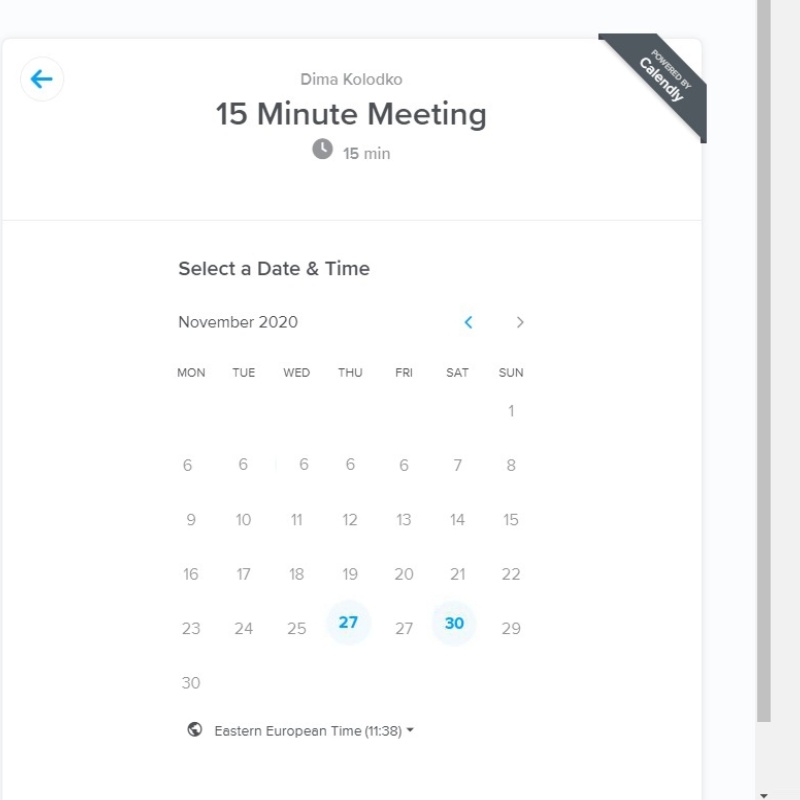 POWERED BY
Calendly
Dima Kolodko
15 Minute Meeting
15 min
Select a Date & Time
November 2020
MON TUE WED THU FRI SAT SUN
1
6 6 6 6 6 7 8
9 10 11 12 13 14 15
16 17 18 19 20 21 22
23 24 25 27 27 30 29
30
Eastern European Time (11:38)